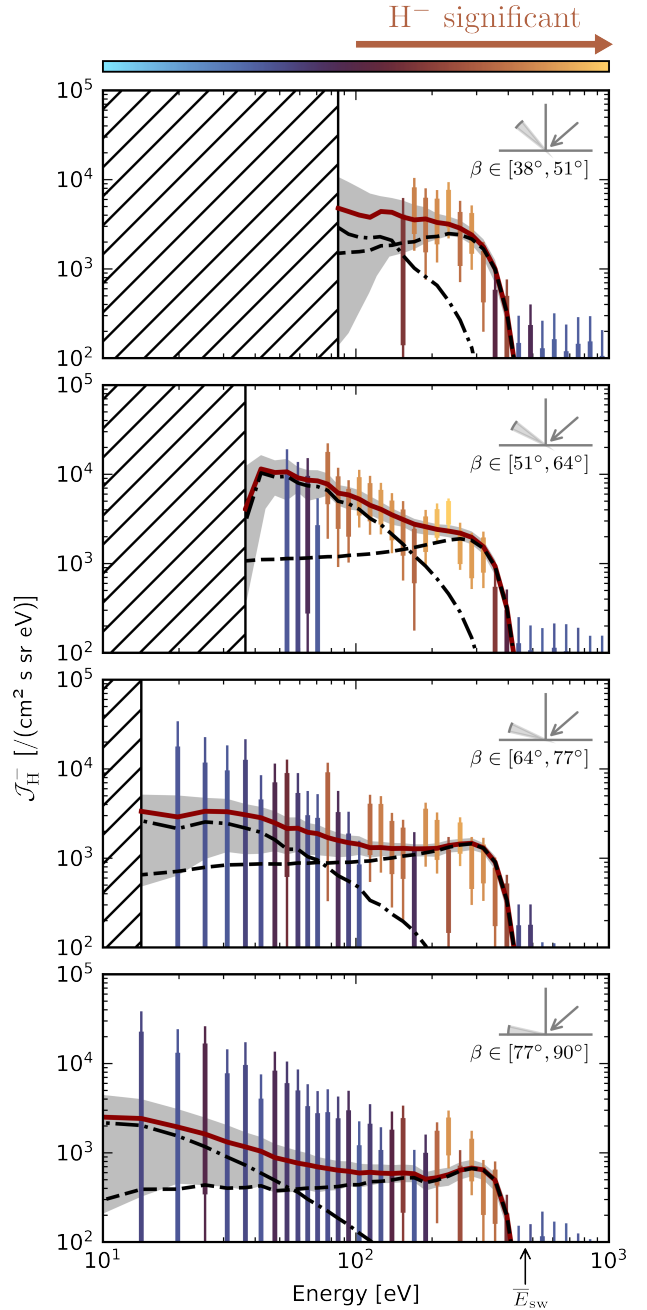 H⁻ significant
10⁵
β ∈ [38°, 51°]
10⁴
10³
10²
10⁵
β ∈ [51°, 64°]
10⁴
10³
10²
10⁵
β ∈ [64°, 77°]
10⁴
10³
10²
10⁵
β ∈ [77°, 90°]
10⁴
10³
10²
𝒥_H⁻ [/(cm² s sr eV)]
10¹ 10² 10³
Energy [eV]
E̅_sw